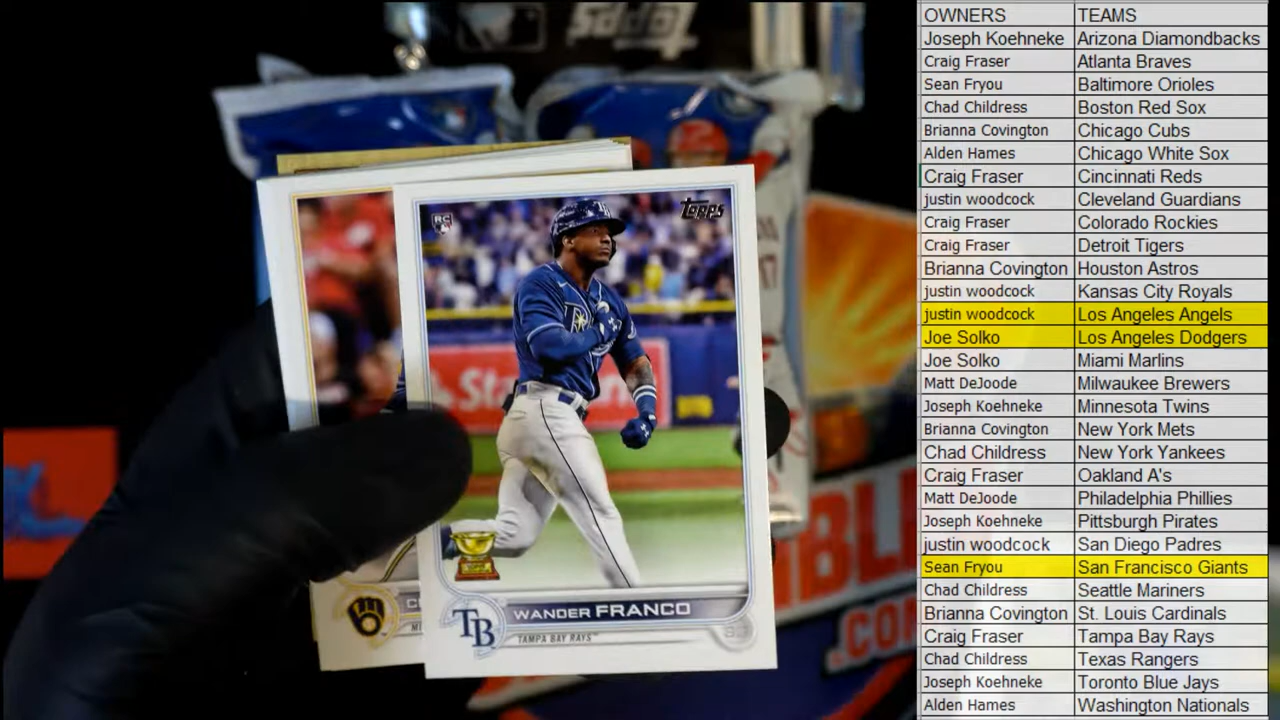 Topps
RC
Topps
WANDER FRANCO
TAMPA BAY RAYS
TB
OWNERS TEAMS
Joseph Koehneke Arizona Diamondbacks
Craig Fraser Atlanta Braves
Sean Fryou Baltimore Orioles
Chad Childress Boston Red Sox
Brianna Covington Chicago Cubs
Alden Hames Chicago White Sox
Craig Fraser Cincinnati Reds
justin woodcock Cleveland Guardians
Craig Fraser Colorado Rockies
Craig Fraser Detroit Tigers
Brianna Covington Houston Astros
justin woodcock Kansas City Royals
justin woodcock Los Angeles Angels
Joe Solko Los Angeles Dodgers
Joe Solko Miami Marlins
Matt DeJoode Milwaukee Brewers
Joseph Koehneke Minnesota Twins
Brianna Covington New York Mets
Chad Childress New York Yankees
Craig Fraser Oakland A's
Matt DeJoode Philadelphia Phillies
Joseph Koehneke Pittsburgh Pirates
justin woodcock San Diego Padres
Sean Fryou San Francisco Giants
Chad Childress Seattle Mariners
Brianna Covington St. Louis Cardinals
Craig Fraser Tampa Bay Rays
Chad Childress Texas Rangers
Joseph Koehneke Toronto Blue Jays
Alden Hames Washington Nationals